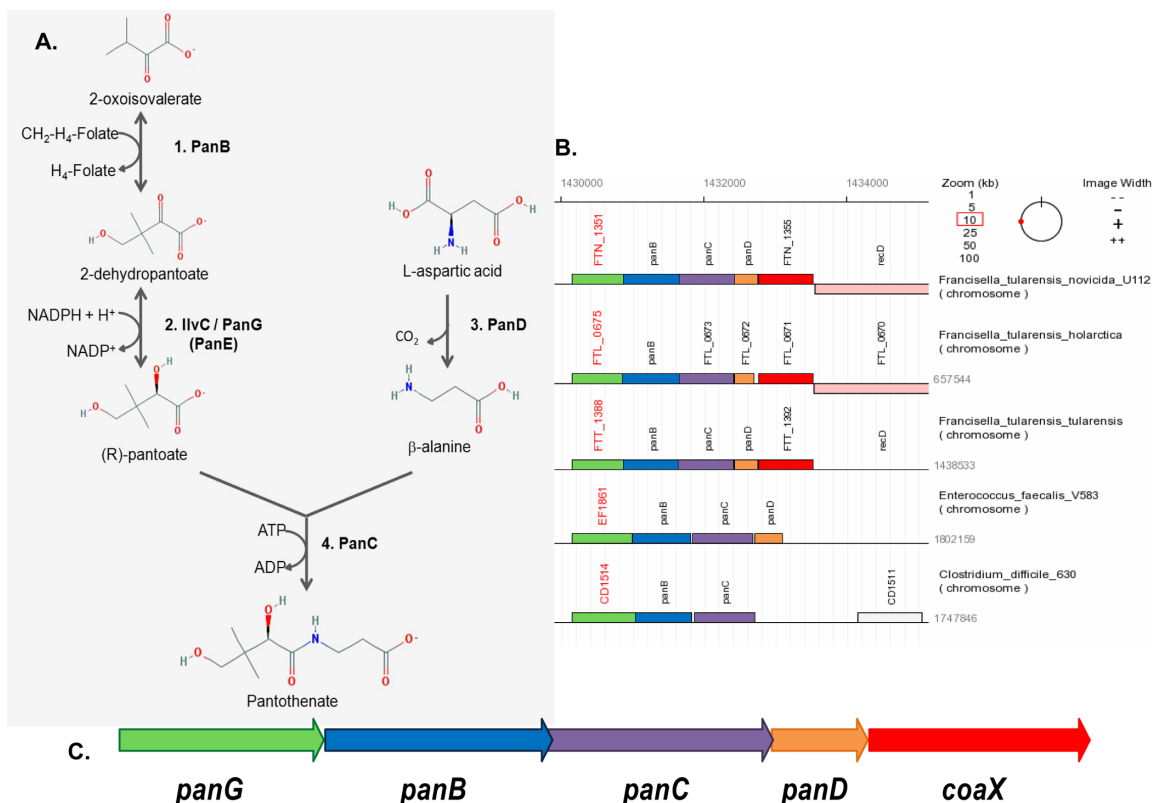 A.
O
O⁻
O
2-oxoisovalerate
CH₂-H₄-Folate
1. PanB
H₄-Folate
HO
O
O⁻
O
2-dehydropantoate
NADPH + H⁺
2. IlvC / PanG
(PanE)
NADP⁺
O H
HO
O⁻
O
(R)-pantoate
O
H O
O H
O
N
H H
L-aspartic acid
3. PanD
CO₂
H
N
H
O H
O
β-alanine
ATP
4. PanC
ADP
O H
H
N
HO
O
O⁻
O
Pantothenate
B.
1430000
1432000
1434000
Zoom (kb)
1
5
10
25
50
100
Image Width
--
-
+
++
FTN_1351
panB
panC
panD
FTN_1355
recD
Francisella_tularensis_novicida_U112
( chromosome )
FTL_0675
panB
FTL_0673
FTL_0672
FTL_0671
FTL_0670
Francisella_tularensis_holarctica
( chromosome )
657544
FTT_1388
panB
panC
panD
FTT_1392
recD
Francisella_tularensis_tularensis
( chromosome )
1438533
EF1861
panB
panC
panD
Enterococcus_faecalis_V583
( chromosome )
1802159
CD1514
panB
panC
CD1511
Clostridium_difficile_630
( chromosome )
1747846
C.
panG
panB
panC
panD
coaX